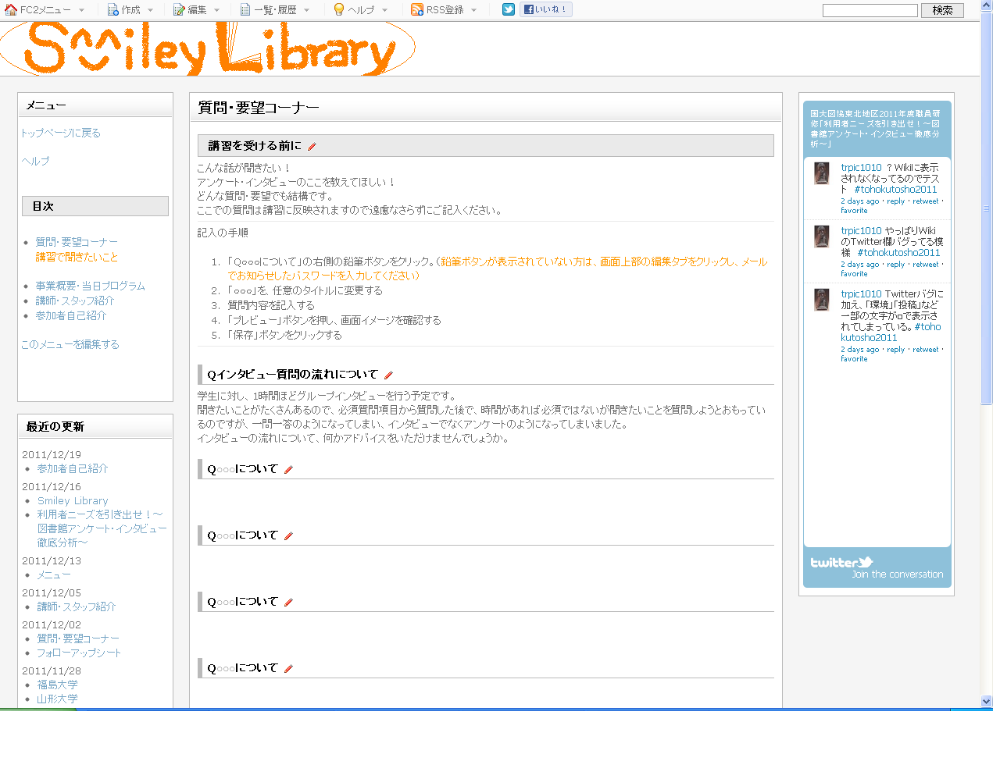 FC2メニュー 作成 編集 一覧・履歴 ヘルプ RSS登録 いいね！ 検索
Smiley Library
メニュー
トップページに戻る
ヘルプ
目次
質問・要望コーナー
講習で聞きたいこと
事業概要・当日プログラム
講師・スタッフ紹介
参加者自己紹介
このメニューを編集する
最近の更新
2011/12/19
参加者自己紹介
2011/12/16
Smiley Library
利用者ニーズを引き出せ！～
図書館アンケート・インタビュー
徹底分析～
2011/12/13
メニュー
2011/12/05
講師・スタッフ紹介
2011/12/02
質問・要望コーナー
フォローアップシート
2011/11/28
福島大学
山形大学
質問・要望コーナー
講習を受ける前に
こんな話が聞きたい！
アンケート・インタビューのここを教えてほしい！
どんな質問・要望でも結構です。
ここでの質問は講習に反映されますので遠慮なさらずにご記入ください。
記入の手順
1. 「Q○○○について」の右側の鉛筆ボタンをクリック。（鉛筆ボタンが表示されていない方は、画面上部の編集タブをクリックし、メール
でお知らせしたパスワードを入力してください）
2. 「○○○」を、任意のタイトルに変更する
3. 質問内容を記入する
4. 「プレビュー」ボタンを押し、画面イメージを確認する
5. 「保存」ボタンをクリックする
Qインタビュー質問の流れについて
学生に対し、1時間ほどグループインタビューを行う予定です。
聞きたいことがたくさんあるので、必須質問項目から質問した後で、時間があれば必須ではないが聞きたいことを質問しようとおもってい
るのですが、一問一答のようになってしまい、インタビューでなくアンケートのようになってしまいました。
インタビューの流れについて、何かアドバイスをいただけませんでしょうか。
Q○○○について
Q○○○について
Q○○○について
Q○○○について
国大図協東北地区2011年度職員研
修「利用者ニーズを引き出せ！～図
書館アンケート・インタビュー徹底分
析～」
trpic1010 ？Wikiに表示
されなくなってるのでテス
ト #tohokutosho2011
2 days ago · reply · retweet ·
favorite
trpic1010 やっぱりWiki
のTwitter欄バグってる模
様 #tohokutosho2011
2 days ago · reply · retweet ·
favorite
trpic1010 Twitterバグに
加え、「環境」「投稿」など
一部の文字が□で表示さ
れてしまっている。#toho
kutosho2011
2 days ago · reply · retweet ·
favorite
twitter
Join the conversation